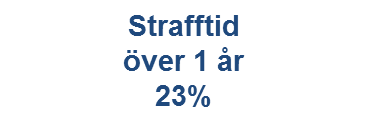 Strafftid
över 1 år
23%